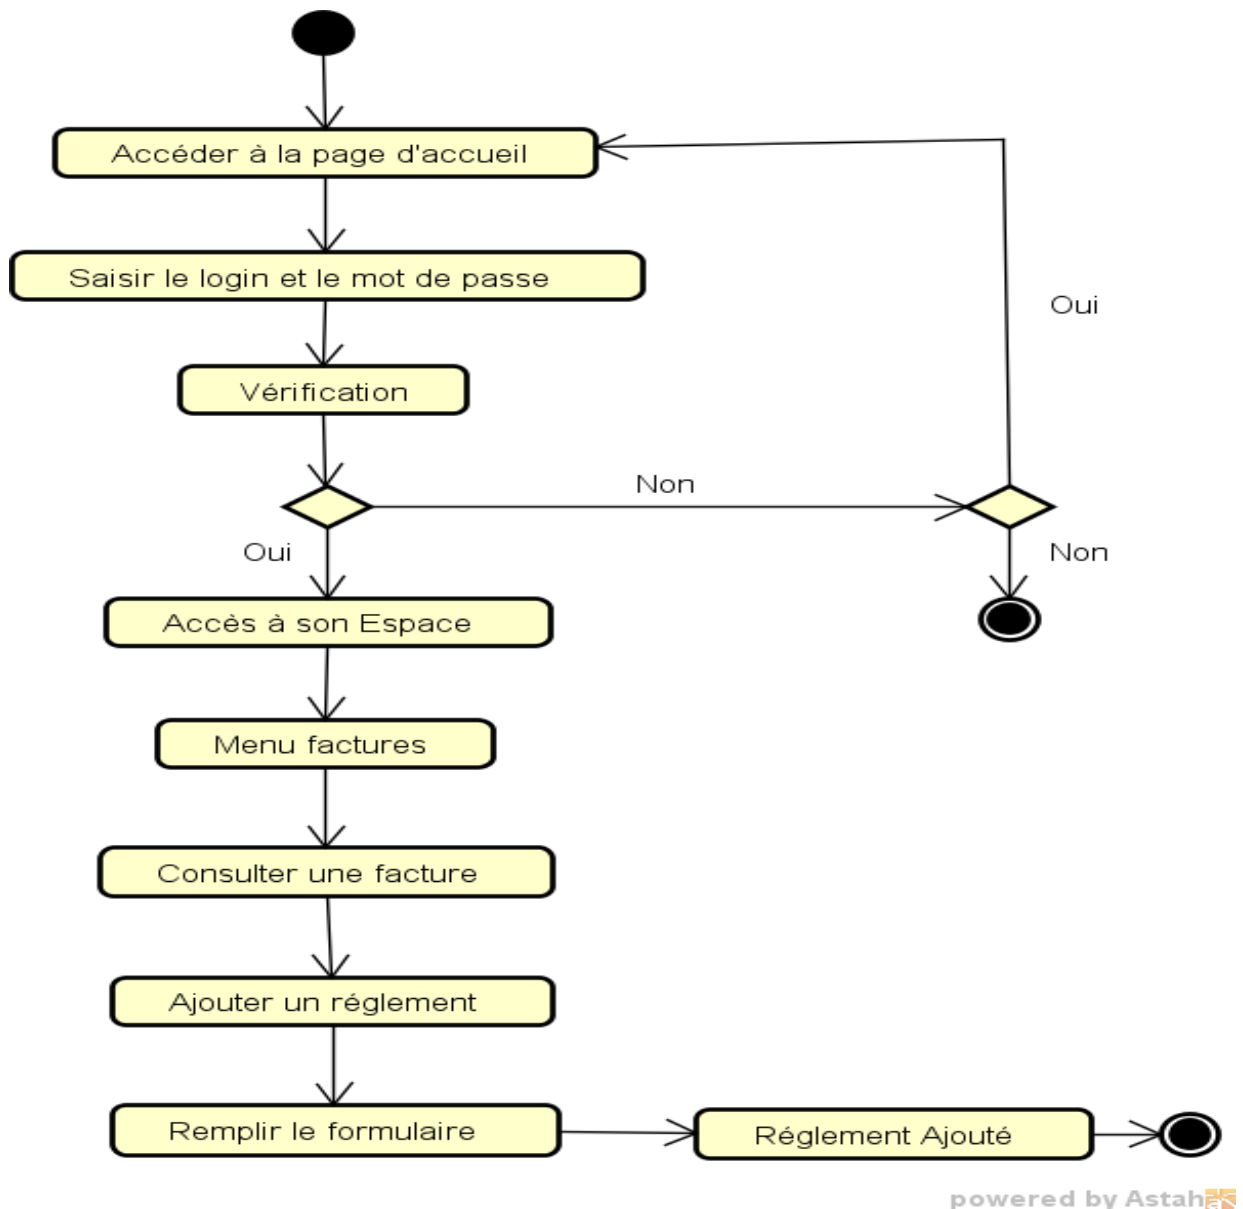 Accéder à la page d'accueil
Saisir le login et le mot de passe
Oui
Vérification
Non
Oui
Non
Accès à son Espace
Menu factures
Consulter une facture
Ajouter un réglement
Remplir le formulaire
Réglement Ajouté
powered by Astah